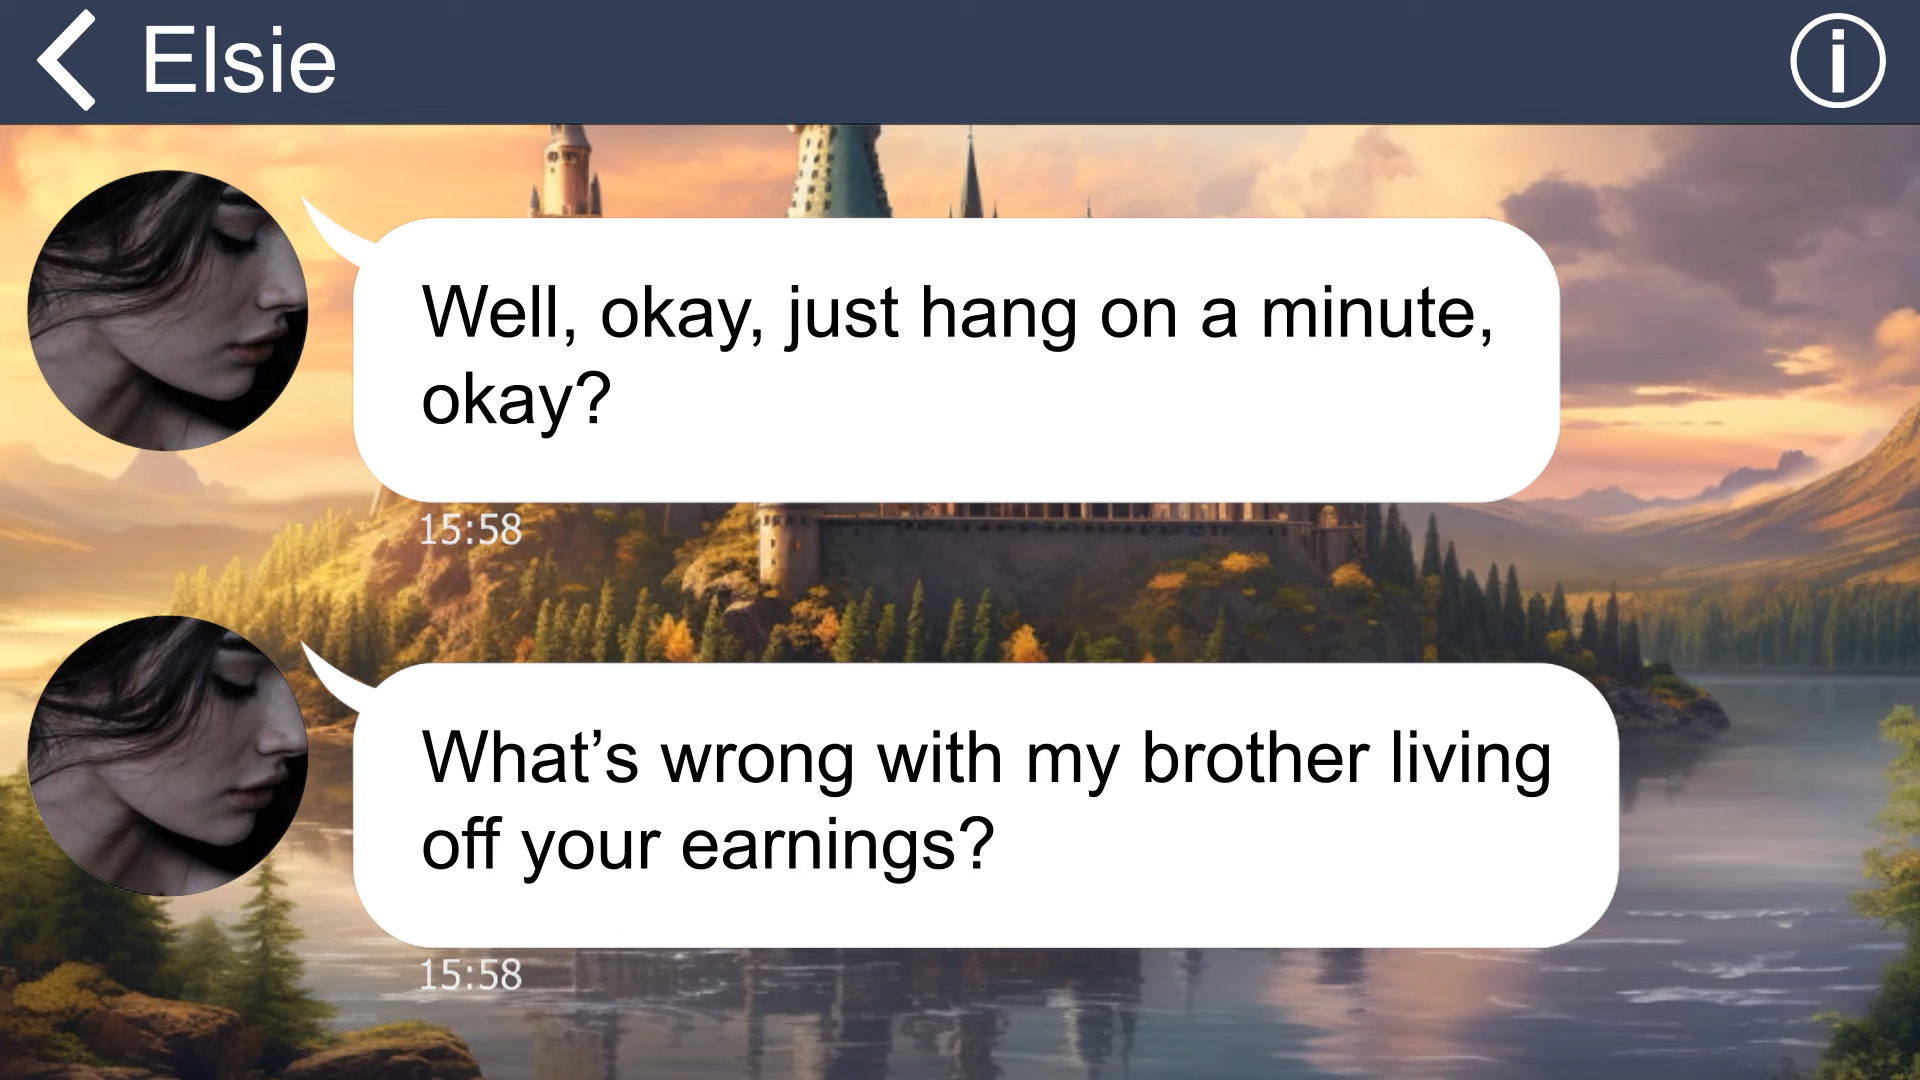 Elsie
Well, okay, just hang on a minute,
okay?
15:58
What’s wrong with my brother living
off your earnings?
15:58